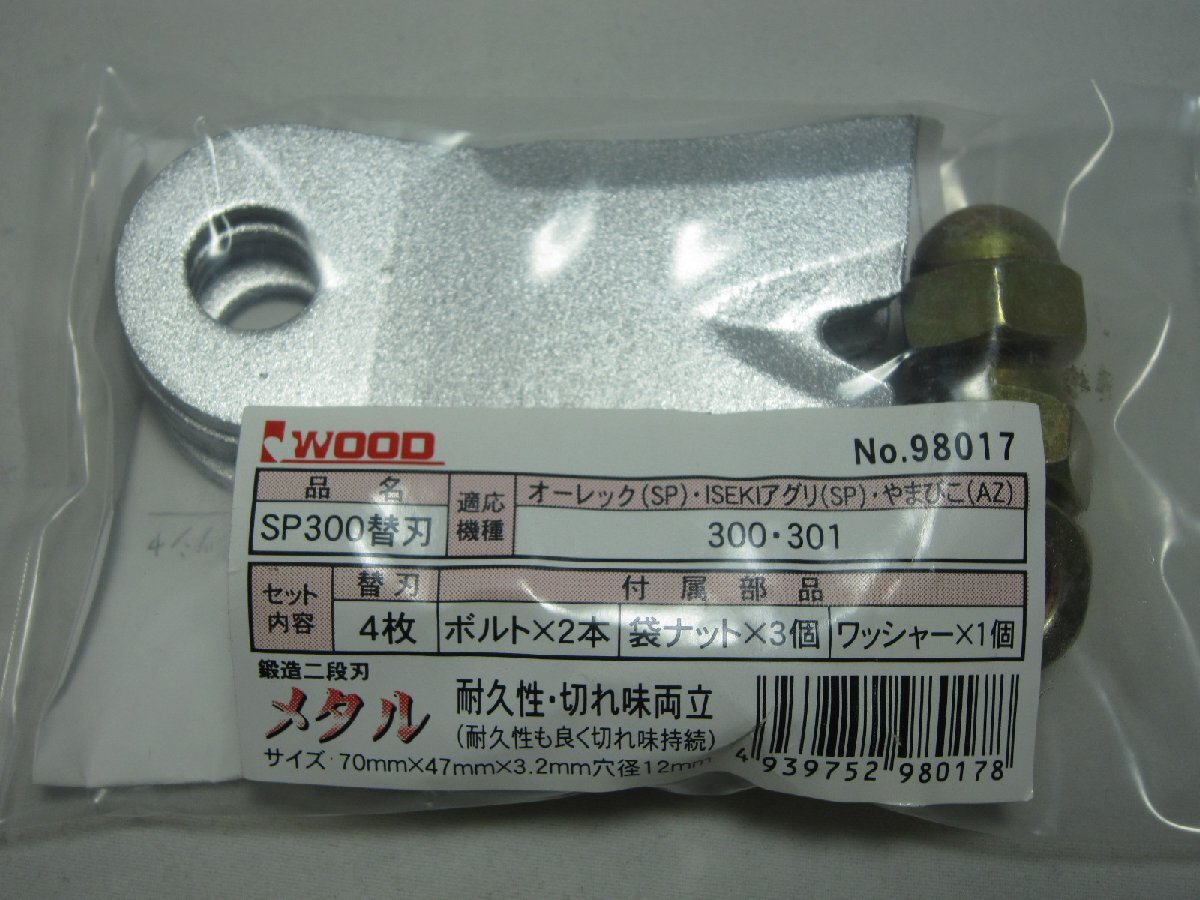 WOOD
No.98017
品名
SP300替刃
適応機種
オーレック(SP)・ISEKIアグリ(SP)・やまびこ(AZ)
300・301
セット内容
替刃
付属部品
4枚
ボルト×2本
袋ナット×3個
ワッシャー×1個
鍛造二段刃
メタル
耐久性・切れ味両立
(耐久性も良く切れ味持続)
サイズ 70mm×47mm×3.2mm穴径12mm
4 939752 980178